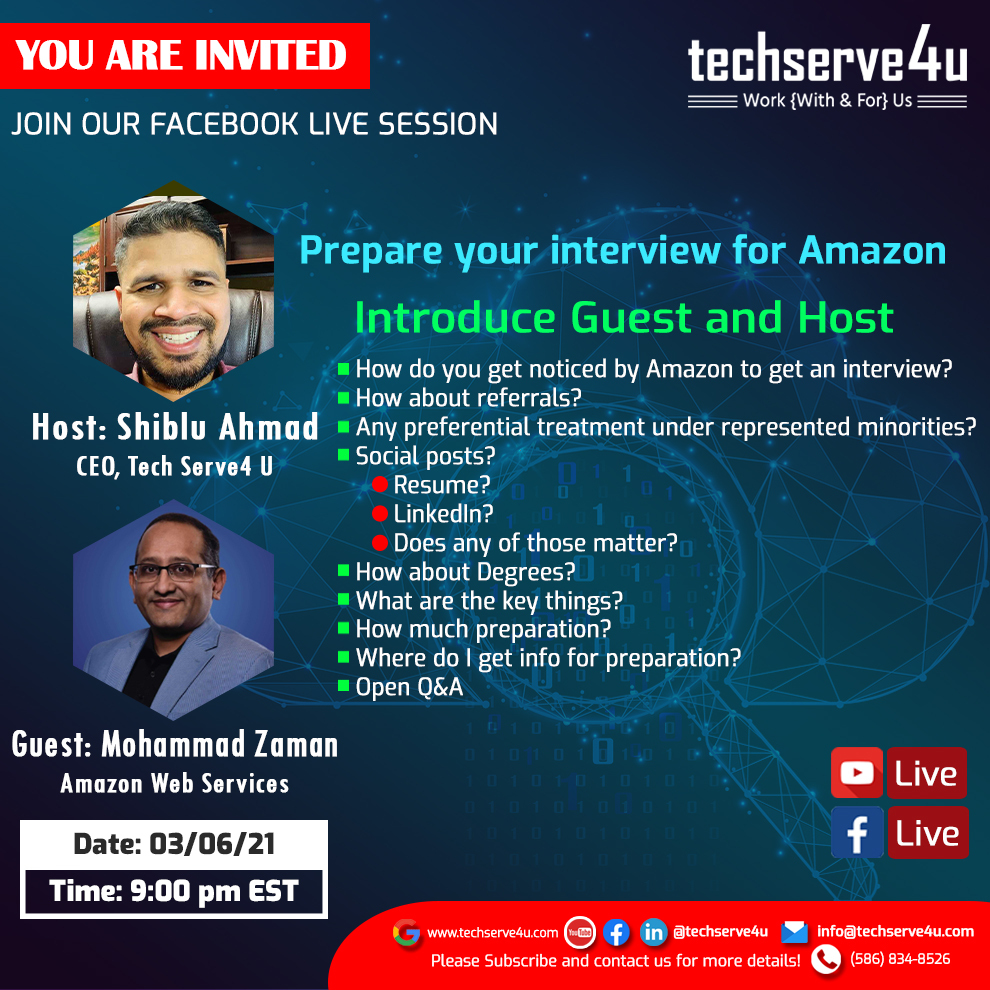 YOU ARE INVITED
JOIN OUR FACEBOOK LIVE SESSION
techserve4u
Work {With & For} Us
Prepare your interview for Amazon
Introduce Guest and Host
How do you get noticed by Amazon to get an interview?
How about referrals?
Any preferential treatment under represented minorities?
Social posts?
Resume?
LinkedIn?
Does any of those matter?
How about Degrees?
What are the key things?
How much preparation?
Where do I get info for preparation?
Open Q&A
Host: Shiblu Ahmad
CEO, Tech Serve4 U
Guest: Mohammad Zaman
Amazon Web Services
Date: 03/06/21
Time: 9:00 pm EST
Live
Live
www.techserve4u.com YouTube @techserve4u info@techserve4u.com
Please Subscribe and contact us for more details! (586) 834-8526